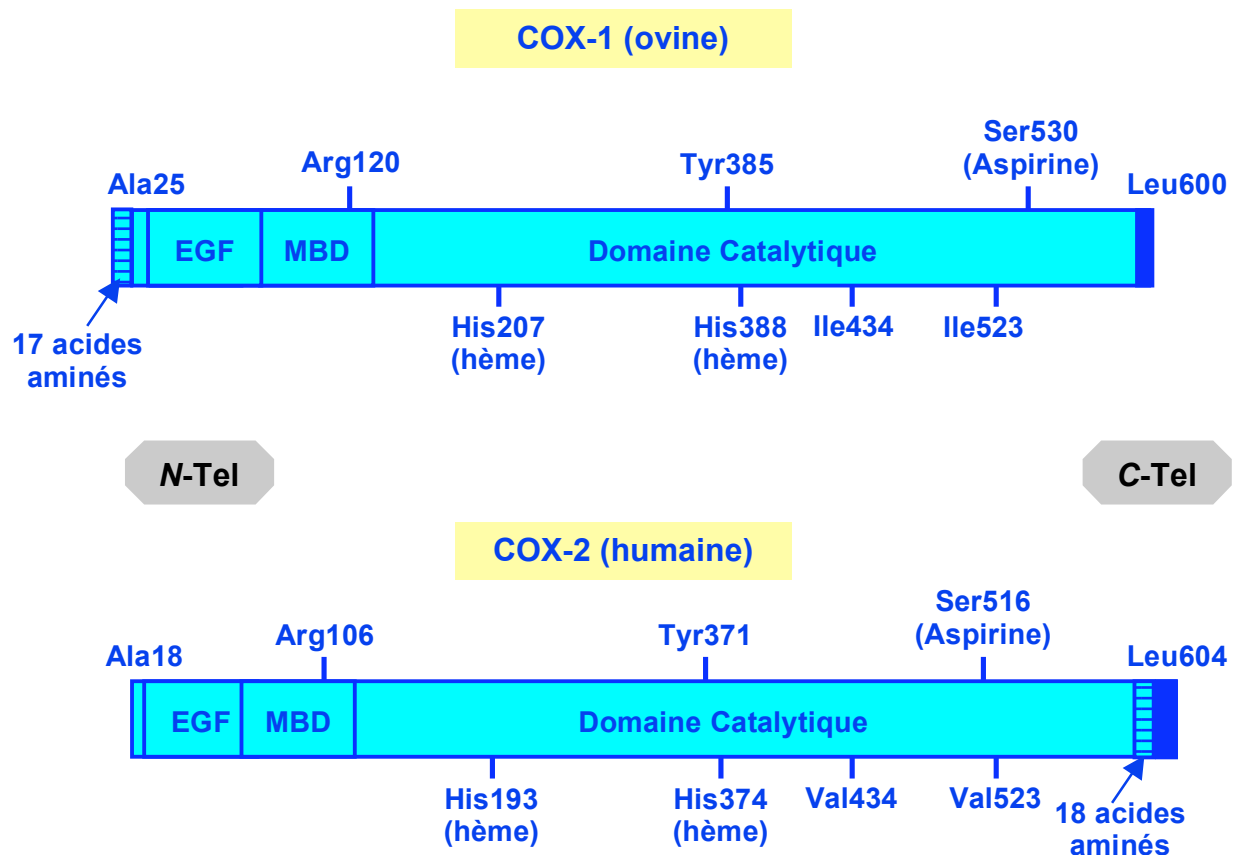 COX-1 (ovine)
Ser530
(Aspirine)
Arg120
Tyr385
Ala25
Leu600
EGF
MBD
Domaine Catalytique
17 acides
aminés
His207
(hème)
His388
(hème)
Ile434
Ile523
N-Tel
C-Tel
COX-2 (humaine)
Ser516
(Aspirine)
Arg106
Tyr371
Ala18
Leu604
EGF
MBD
Domaine Catalytique
His193
(hème)
His374
(hème)
Val434
Val523
18 acides
aminés